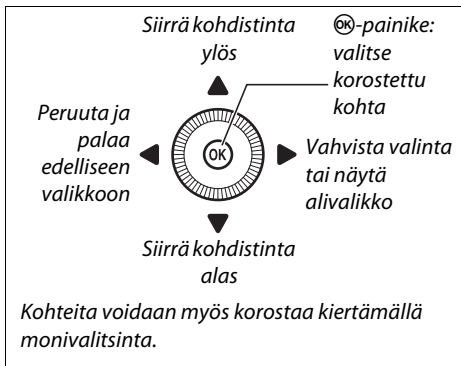 Siirrä kohdistinta
ylös
OK-painike:
valitse
korostettu
kohta
Peruuta ja
palaa
edelliseen
valikkoon
OK
Vahvista valinta
tai näytä
alivalikko
Siirrä kohdistinta
alas
Kohteita voidaan myös korostaa kiertämällä
monivalitsinta.